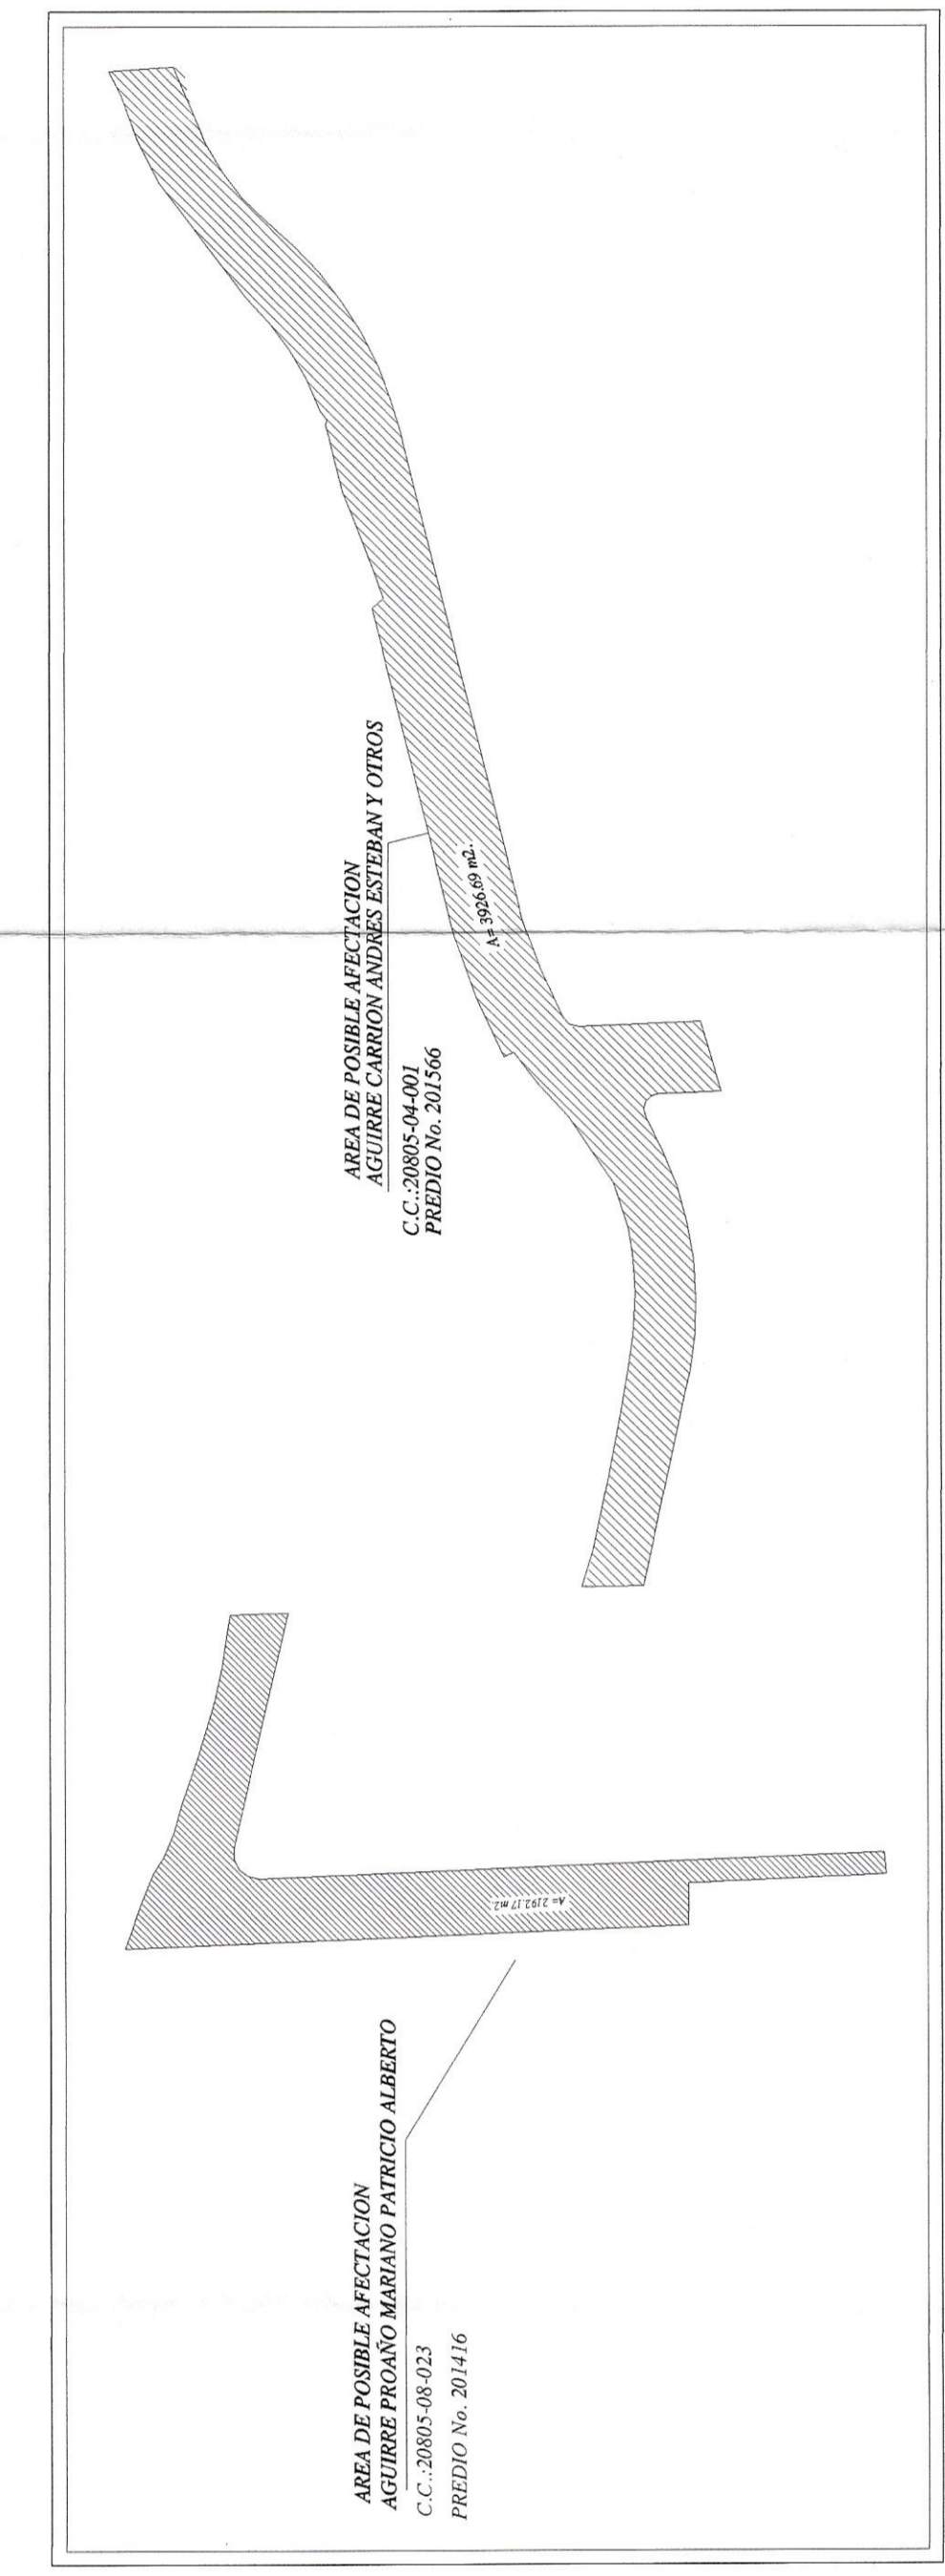 AREA DE POSIBLE AFECTACION
AGUIRRE CARRION ANDRES ESTEBAN Y OTROS
C.C.:20805-04-001
PREDIO No. 201566
A= 3926.69 m2.
AREA DE POSIBLE AFECTACION
AGUIRRE PROAÑO MARIANO PATRICIO ALBERTO
C.C.:20805-08-023
PREDIO No. 201416
A= 2192.17 m2.